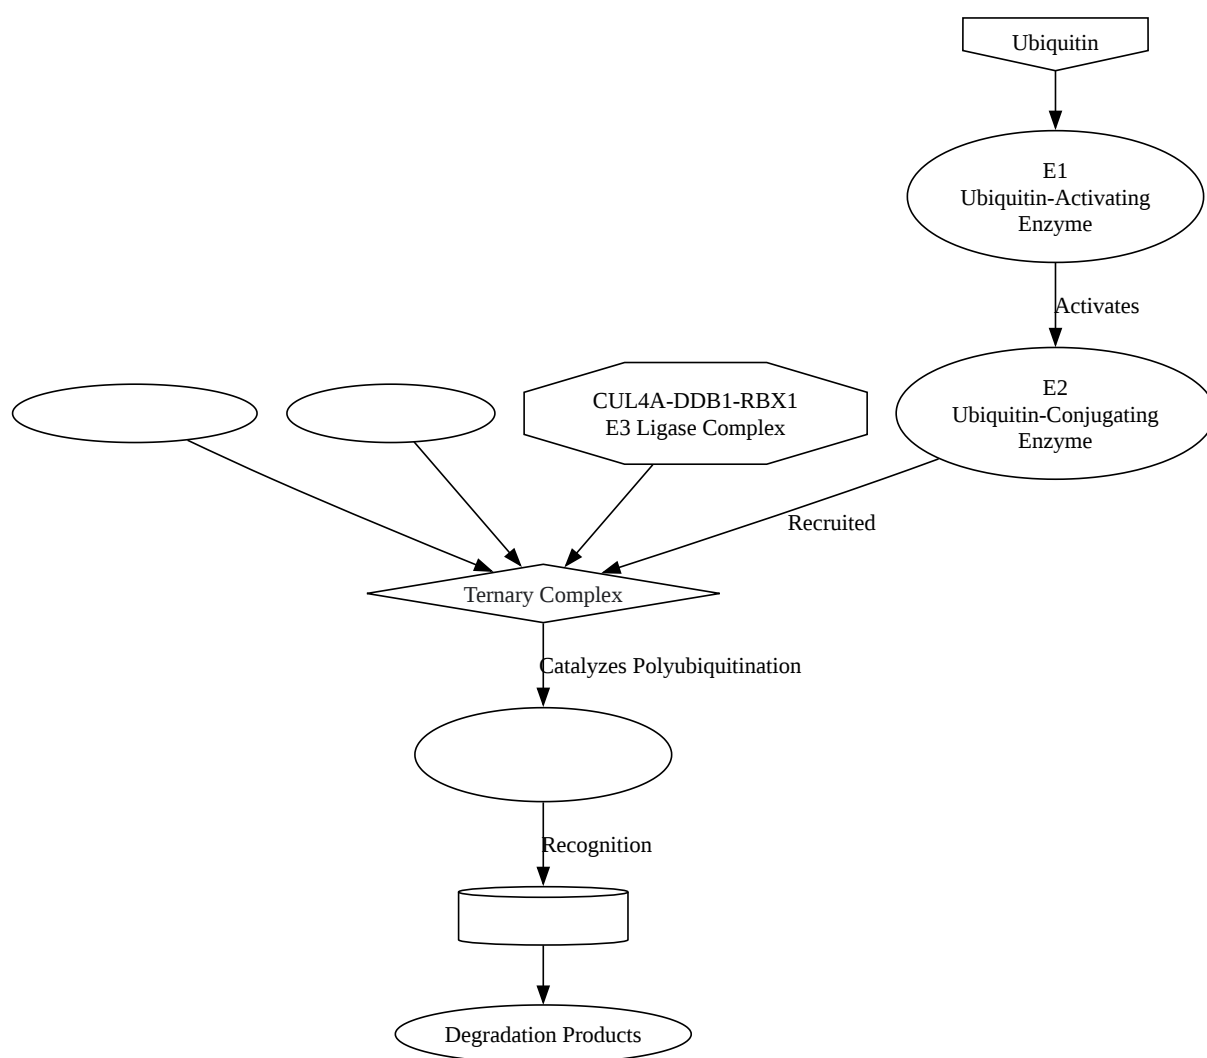 Ubiquitin
E1
Ubiquitin-Activating
Enzyme
Activates
CUL4A-DDB1-RBX1
E3 Ligase Complex
E2
Ubiquitin-Conjugating
Enzyme
Recruited
Ternary Complex
Catalyzes Polyubiquitination
Recognition
Degradation Products